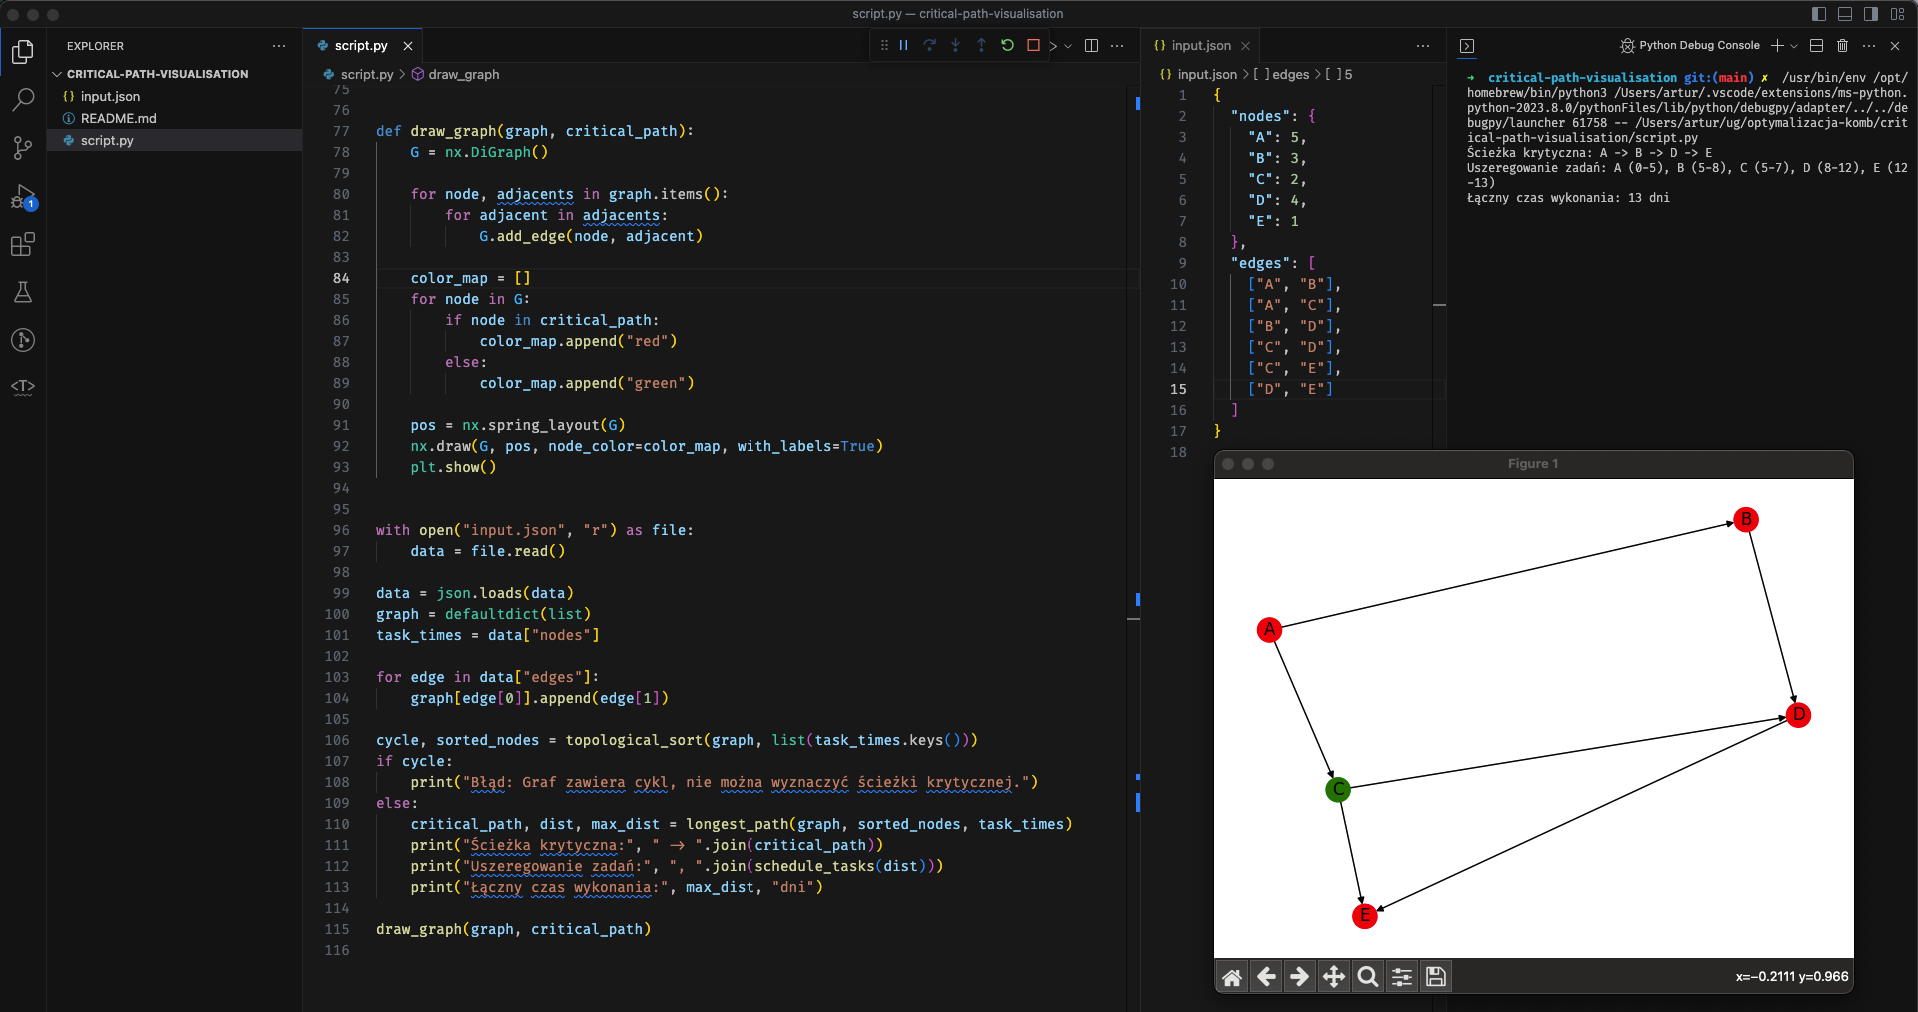 script.py — critical-path-visualisation
EXPLORER
CRITICAL-PATH-VISUALISATION
{} input.json
README.md
script.py
1
script.py
script.py > draw_graph
75
76
77 def draw_graph(graph, critical_path):
78 G = nx.DiGraph()
79
80 for node, adjacents in graph.items():
81 for adjacent in adjacents:
82 G.add_edge(node, adjacent)
83
84 color_map = []
85 for node in G:
86 if node in critical_path:
87 color_map.append("red")
88 else:
89 color_map.append("green")
90
91 pos = nx.spring_layout(G)
92 nx.draw(G, pos, node_color=color_map, with_labels=True)
93 plt.show()
94
95
96 with open("input.json", "r") as file:
97 data = file.read()
98
99 data = json.loads(data)
100 graph = defaultdict(list)
101 task_times = data["nodes"]
102
103 for edge in data["edges"]:
104 graph[edge[0]].append(edge[1])
105
106 cycle, sorted_nodes = topological_sort(graph, list(task_times.keys()))
107 if cycle:
108 print("Błąd: Graf zawiera cykl, nie można wyznaczyć ścieżki krytycznej.")
109 else:
110 critical_path, dist, max_dist = longest_path(graph, sorted_nodes, task_times)
111 print("Ścieżka krytyczna:", " -> ".join(critical_path))
112 print("Uszeregowanie zadań:", ", ".join(schedule_tasks(dist)))
113 print("Łączny czas wykonania:", max_dist, "dni")
114
115 draw_graph(graph, critical_path)
116
{} input.json
{} input.json > [ ] edges > [ ] 5
1 {
2 "nodes": {
3 "A": 5,
4 "B": 3,
5 "C": 2,
6 "D": 4,
7 "E": 1
8 },
9 "edges": [
10 ["A", "B"],
11 ["A", "C"],
12 ["B", "D"],
13 ["C", "D"],
14 ["C", "E"],
15 ["D", "E"]
16 ]
17 }
18
Python Debug Console
→ critical-path-visualisation git:(main) ✗ /usr/bin/env /opt/
homebrew/bin/python3 /Users/artur/.vscode/extensions/ms-python.
python-2023.8.0/pythonFiles/lib/python/debugpy/adapter/../../de
bugpy/launcher 61758 -- /Users/artur/ug/optymalizacja-komb/crit
ical-path-visualisation/script.py
Ścieżka krytyczna: A -> B -> D -> E
Uszeregowanie zadań: A (0-5), B (5-8), C (5-7), D (8-12), E (12
-13)
Łączny czas wykonania: 13 dni
Figure 1
B
A
D
C
E
x=−0.2111 y=0.966